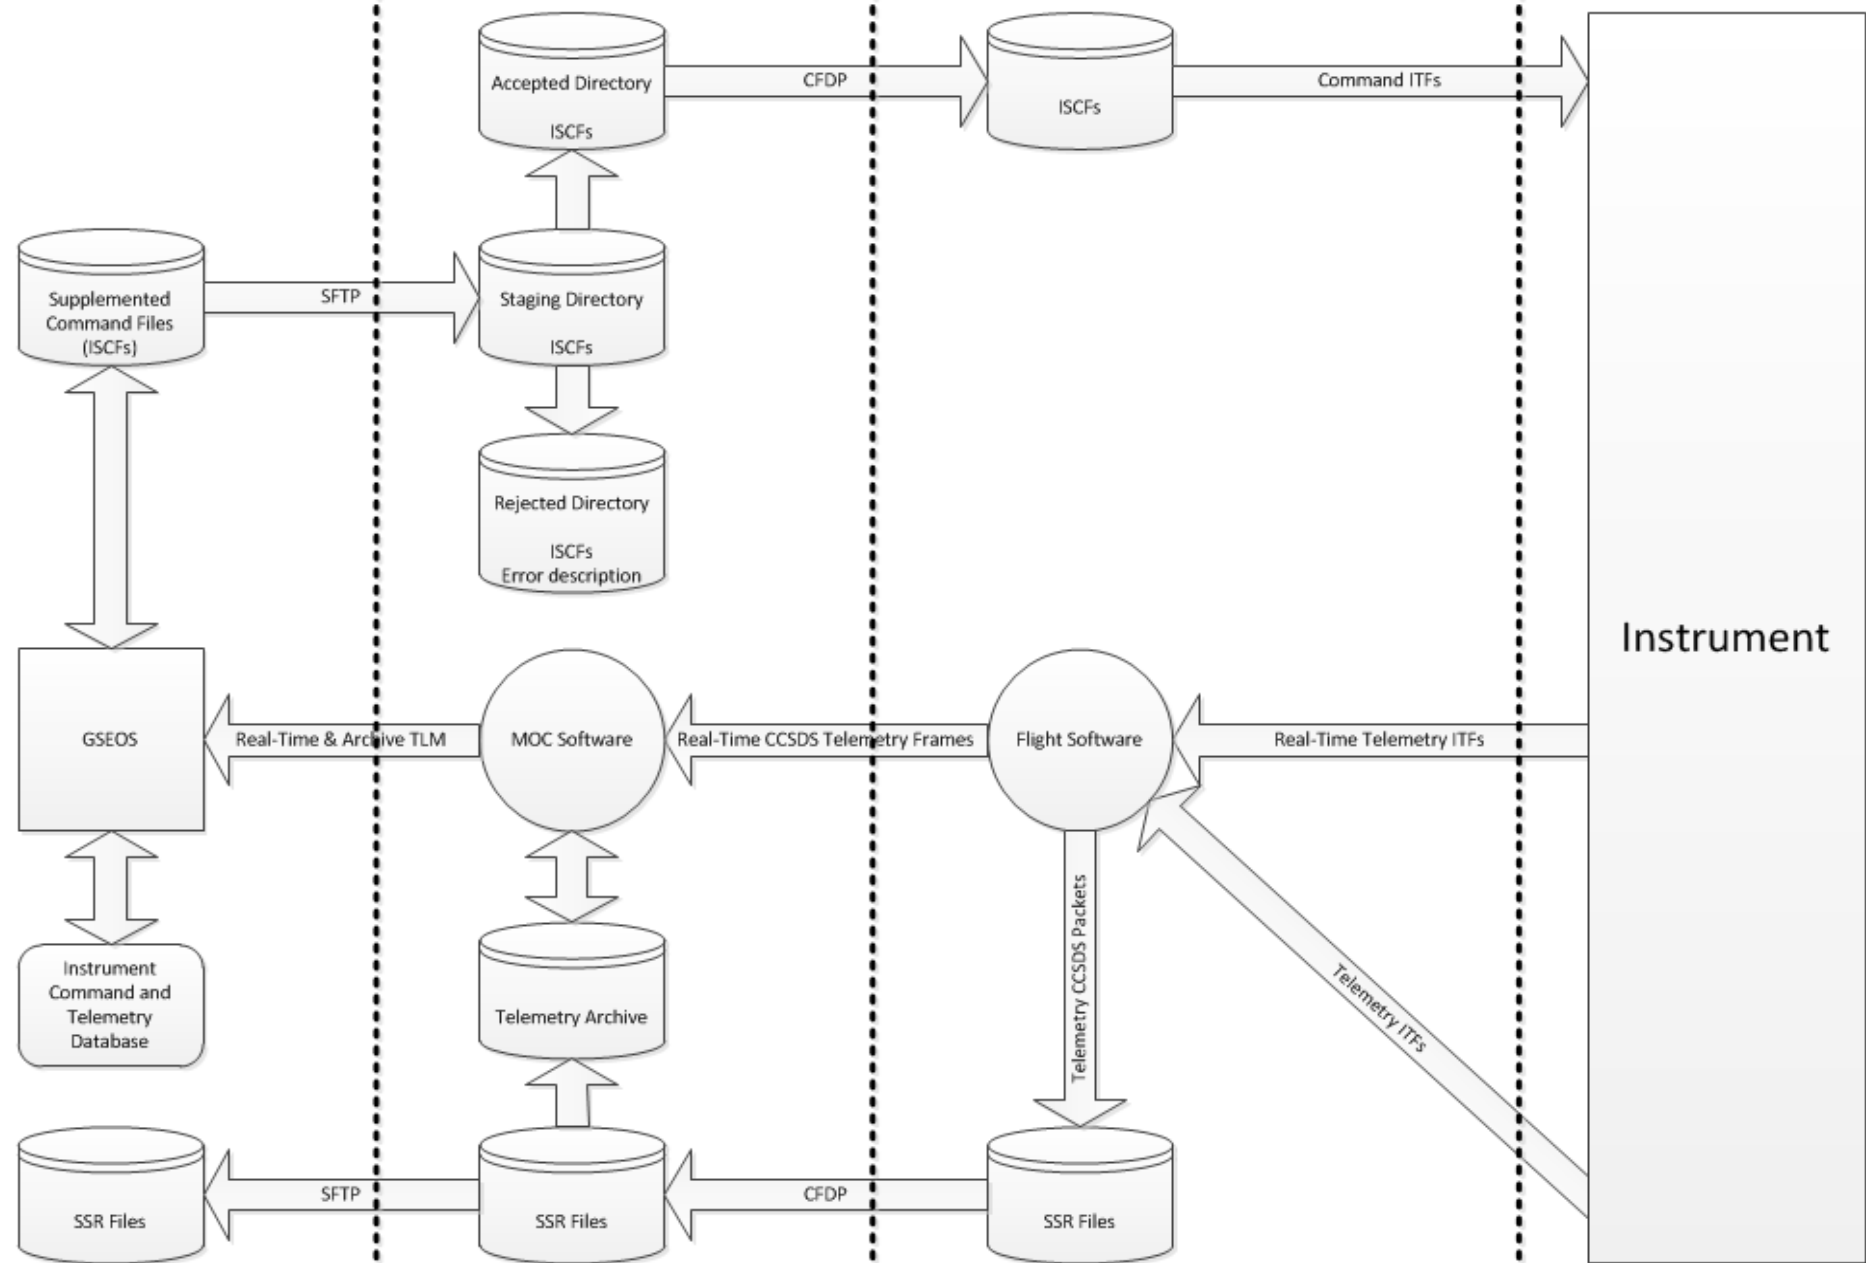 Accepted Directory
ISCFs
CFDP
ISCFs
Command ITFs
Supplemented
Command Files
(ISCFs)
SFTP
Staging Directory
ISCFs
Rejected Directory
ISCFs
Error description
Instrument
GSEOS
Real-Time & Archive TLM
MOC Software
Real-Time CCSDS Telemetry Frames
Flight Software
Real-Time Telemetry ITFs
Instrument
Command and
Telemetry
Database
Telemetry Archive
Telemetry CCSDS Packets
Telemetry ITFs
SSR Files
SFTP
SSR Files
CFDP
SSR Files